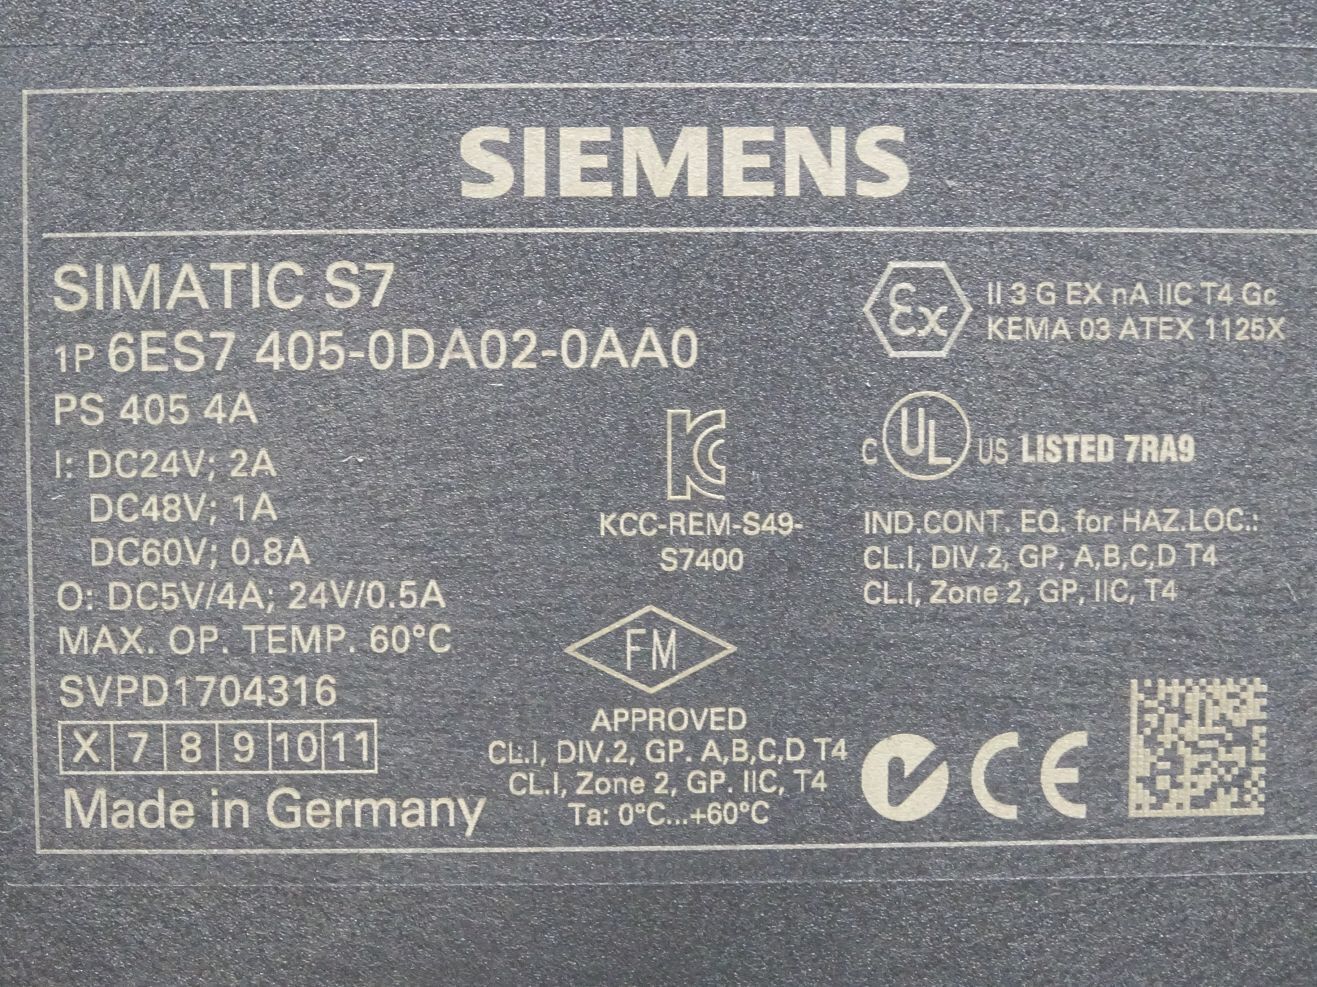 SIEMENS
SIMATIC S7
1P 6ES7 405-0DA02-0AA0
PS 405 4A
I: DC24V; 2A
DC48V; 1A
DC60V; 0.8A
O: DC5V/4A; 24V/0.5A
MAX. OP. TEMP. 60°C
SVPD1704316
X 7 8 9 10 11
Made in Germany
KC
KCC-REM-S49-
S7400
FM
APPROVED
CL.I, DIV.2, GP. A,B,C,D T4
CL.I, Zone 2, GP. IIC, T4
Ta: 0°C...+60°C
Ex
II 3 G EX nA IIC T4 Gc
KEMA 03 ATEX 1125X
C UL US LISTED 7RA9
IND.CONT. EQ. for HAZ.LOC.:
CL.I, DIV.2, GP, A,B,C,D T4
CL.I, Zone 2, GP, IIC, T4
CE